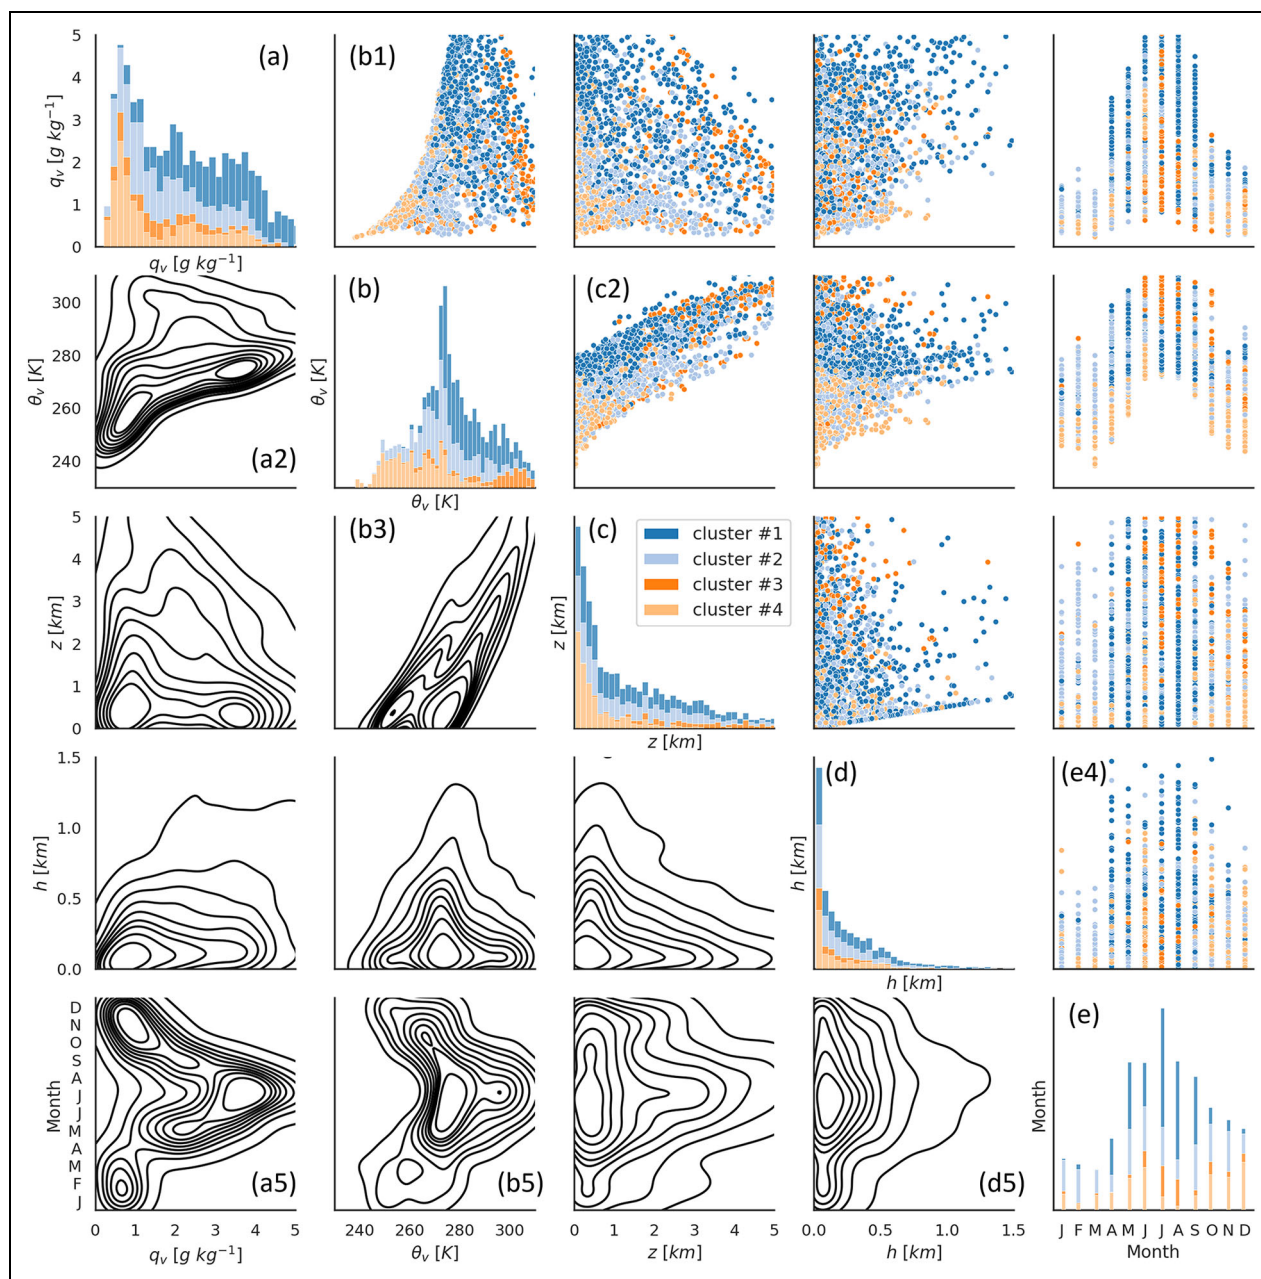 5
4
3
2
1
0
q_v [g kg⁻¹]
(a)
q_v [g kg⁻¹]
(b1)
300
280
260
240
θ_v [K]
(a2)
θ_v [K]
(b)
θ_v [K]
(c2)
5
4
3
2
1
0
z [km]
(b3)
z [km]
(c)
z [km]
cluster #1
cluster #2
cluster #3
cluster #4
1.5
1.0
0.5
0.0
h [km]
h [km]
(d)
h [km]
(e4)
D
N
O
S
A
J
J
M
A
M
F
J
Month
(a5)
0 1 2 3 4 5
q_v [g kg⁻¹]
(b5)
240 260 280 300
θ_v [K]
0 1 2 3 4 5
z [km]
(d5)
0.0 0.5 1.0 1.5
h [km]
Month
(e)
J F M A M J J A S O N D
Month